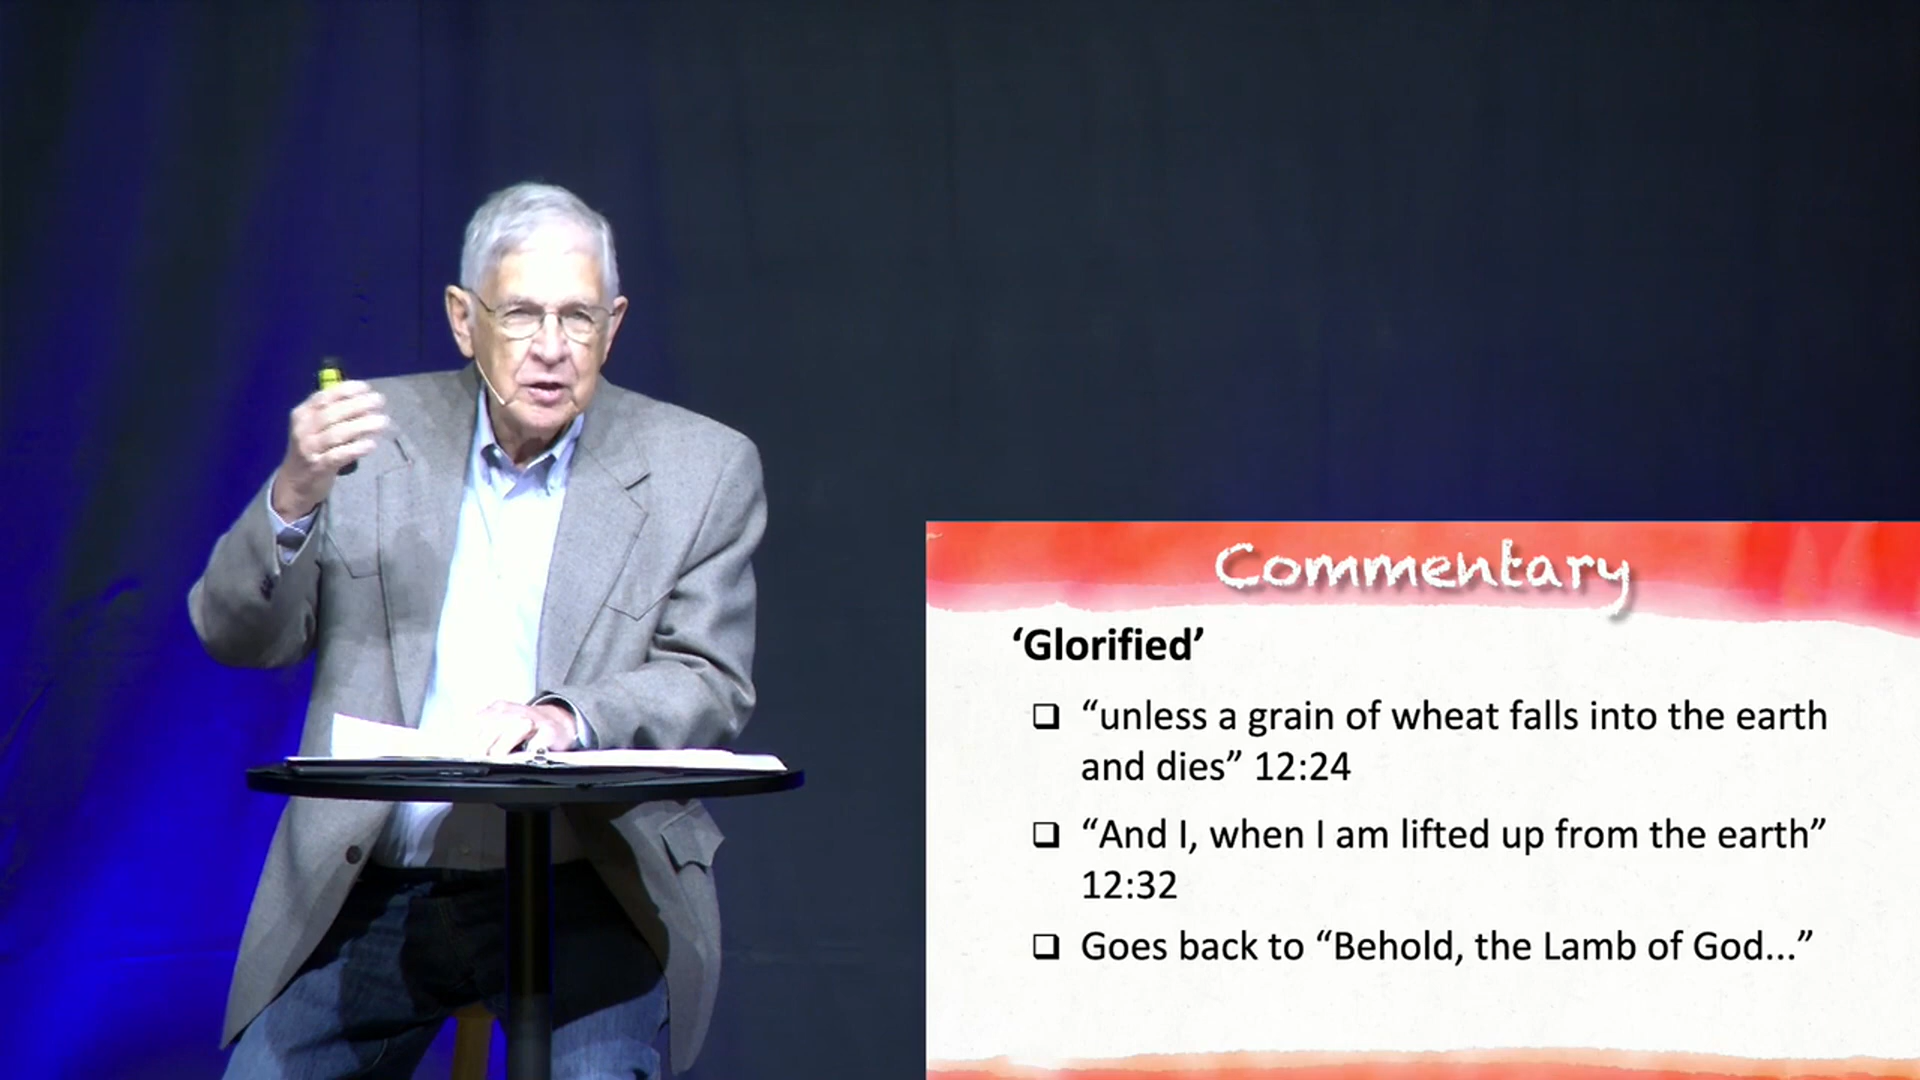 Commentary
‘Glorified’
❑ “unless a grain of wheat falls into the earth
and dies” 12:24
❑ “And I, when I am lifted up from the earth”
12:32
❑ Goes back to “Behold, the Lamb of God...”